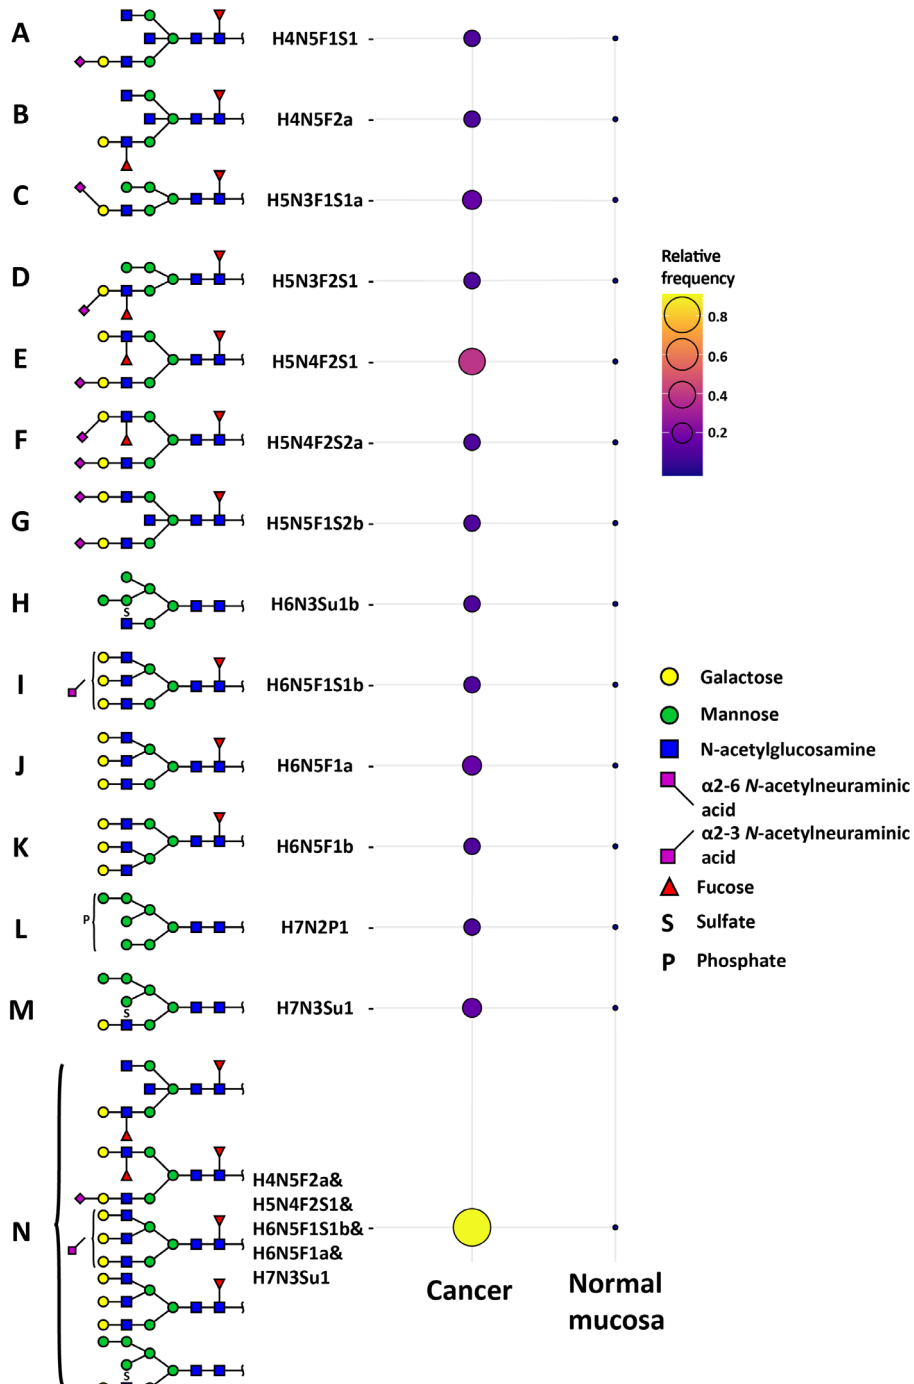 A
H4N5F1S1 -
B
H4N5F2a -
C
H5N3F1S1a -
D
H5N3F2S1 -
E
H5N4F2S1 -
F
H5N4F2S2a -
G
H5N5F1S2b -
H
S
H6N3Su1b -
I
H6N5F1S1b -
J
H6N5F1a -
K
H6N5F1b -
L
P
H7N2P1 -
M
S
H7N3Su1 -
N
H4N5F2a&
H5N4F2S1&
H6N5F1S1b& -
H6N5F1a&
H7N3Su1
S
Cancer
Normal
mucosa
Relative
frequency
0.8
0.6
0.4
0.2
Galactose
Mannose
N-acetylglucosamine
α2-6 N-acetylneuraminic
acid
α2-3 N-acetylneuraminic
acid
Fucose
S Sulfate
P Phosphate